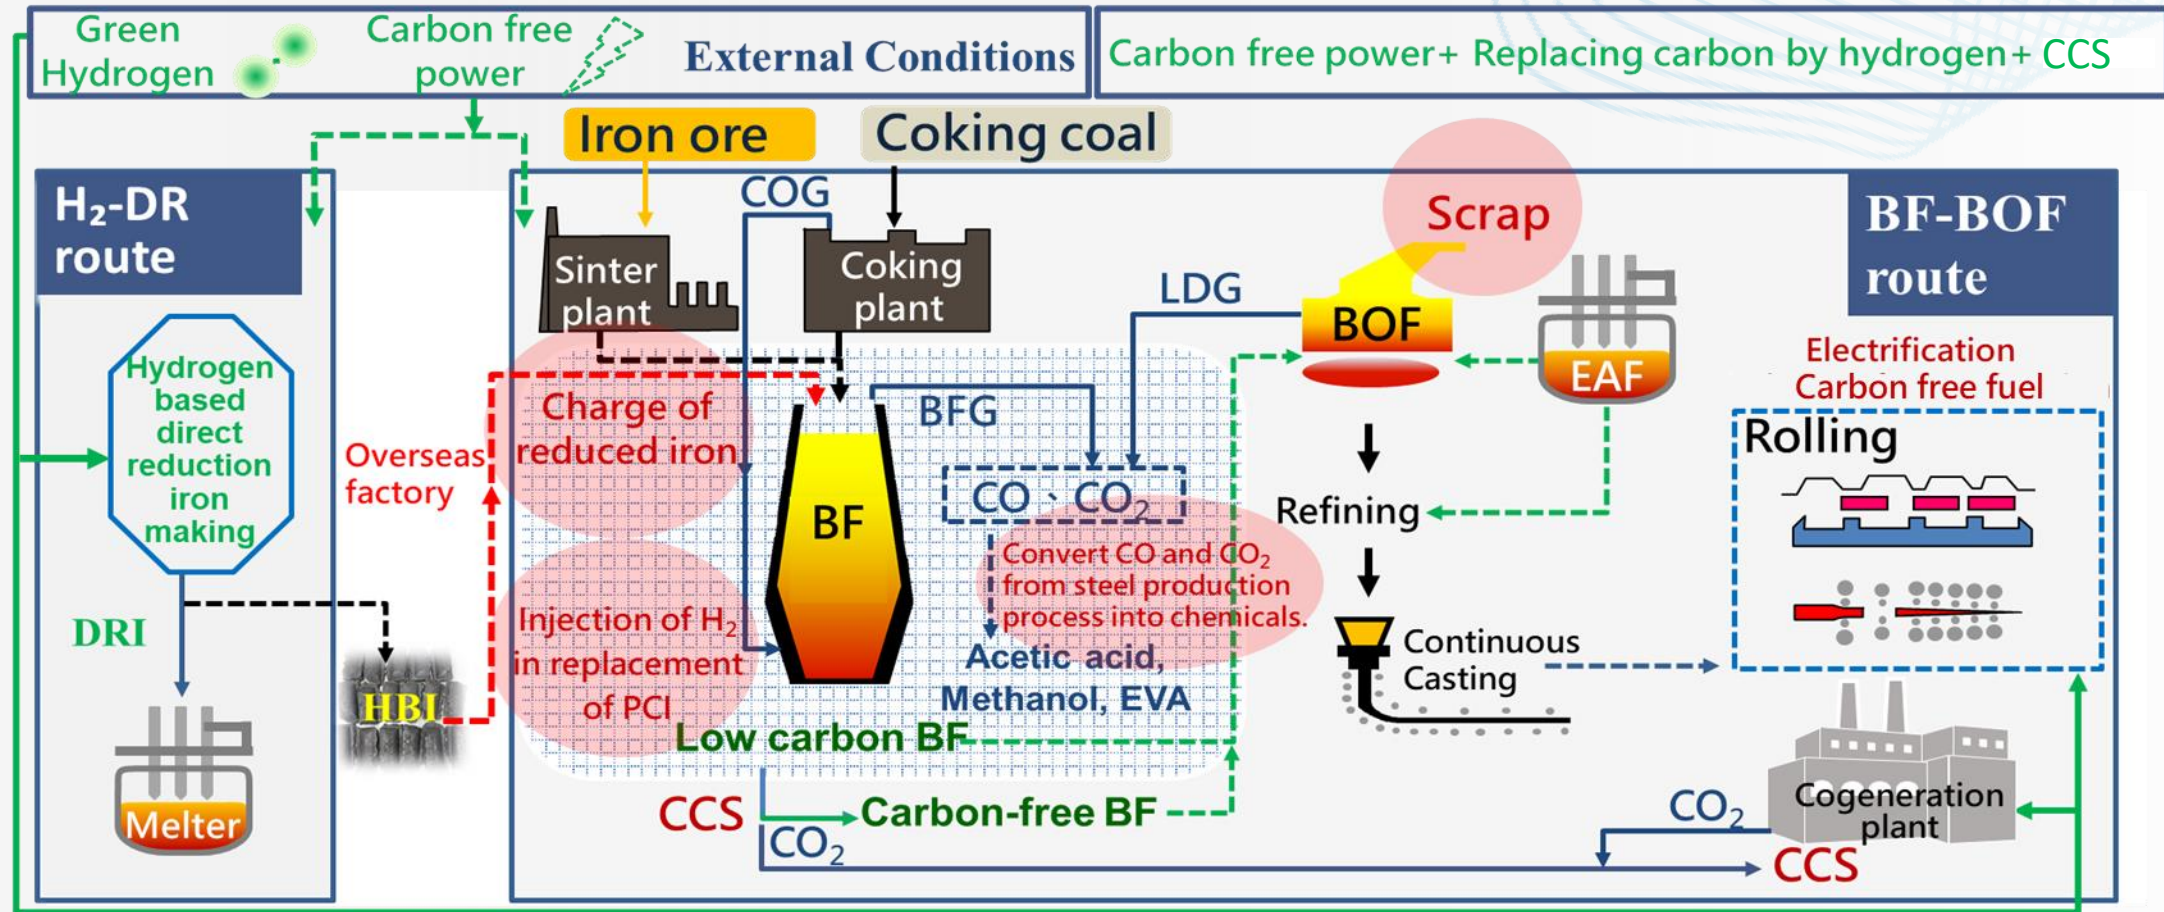 Green
Hydrogen
Carbon free
power
External Conditions
Carbon free power+ Replacing carbon by hydrogen+ CCS
Iron ore
Coking coal
H₂-DR
route
BF-BOF
route
COG
Sinter
plant
Coking
plant
Scrap
LDG
BOF
EAF
Electrification
Carbon free fuel
Rolling
Hydrogen
based
direct
reduction
iron
making
Overseas
factory
Charge of
reduced iron
BFG
BF
CO、CO₂
Refining
Convert CO and CO₂
from steel production
process into chemicals.
Injection of H₂
in replacement
of PCI
Acetic acid,
Methanol, EVA
Continuous
Casting
DRI
HBI
Low carbon BF
Melter
CCS
Carbon-free BF
CO₂
Cogeneration
plant
CO₂
CCS